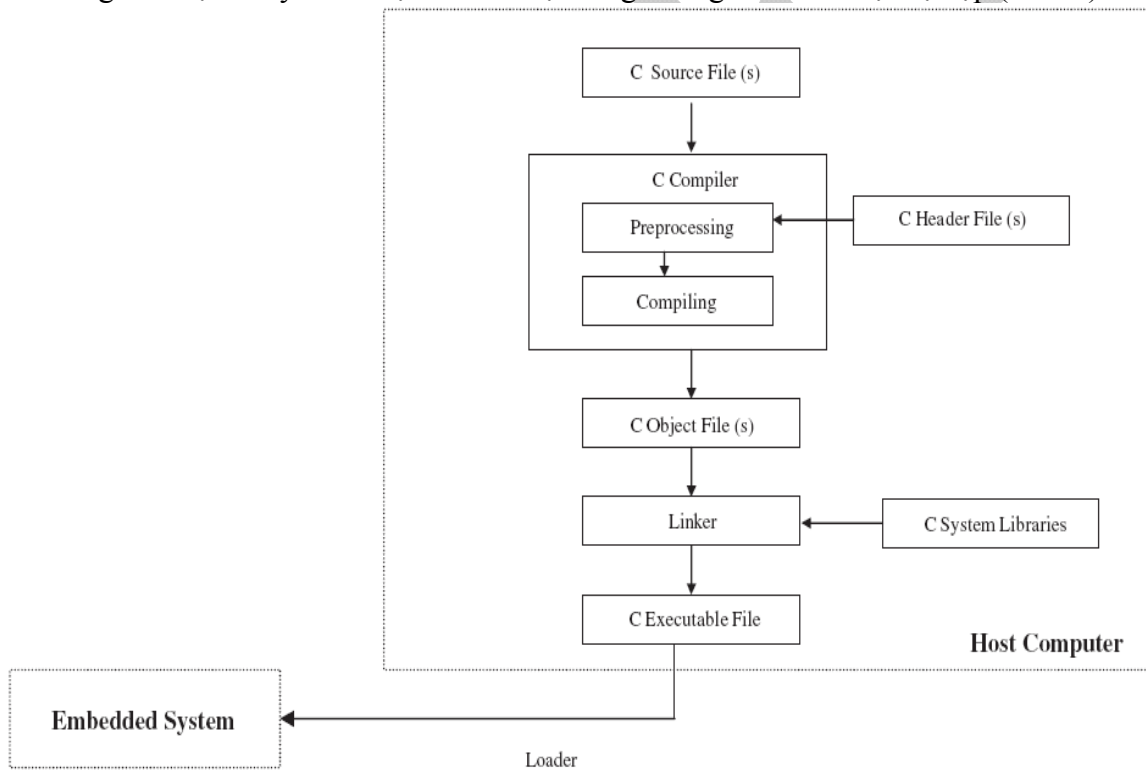 C Source File (s)
C Compiler
Preprocessing
C Header File (s)
Compiling
C Object File (s)
Linker
C System Libraries
C Executable File
Host Computer
Embedded System
Loader